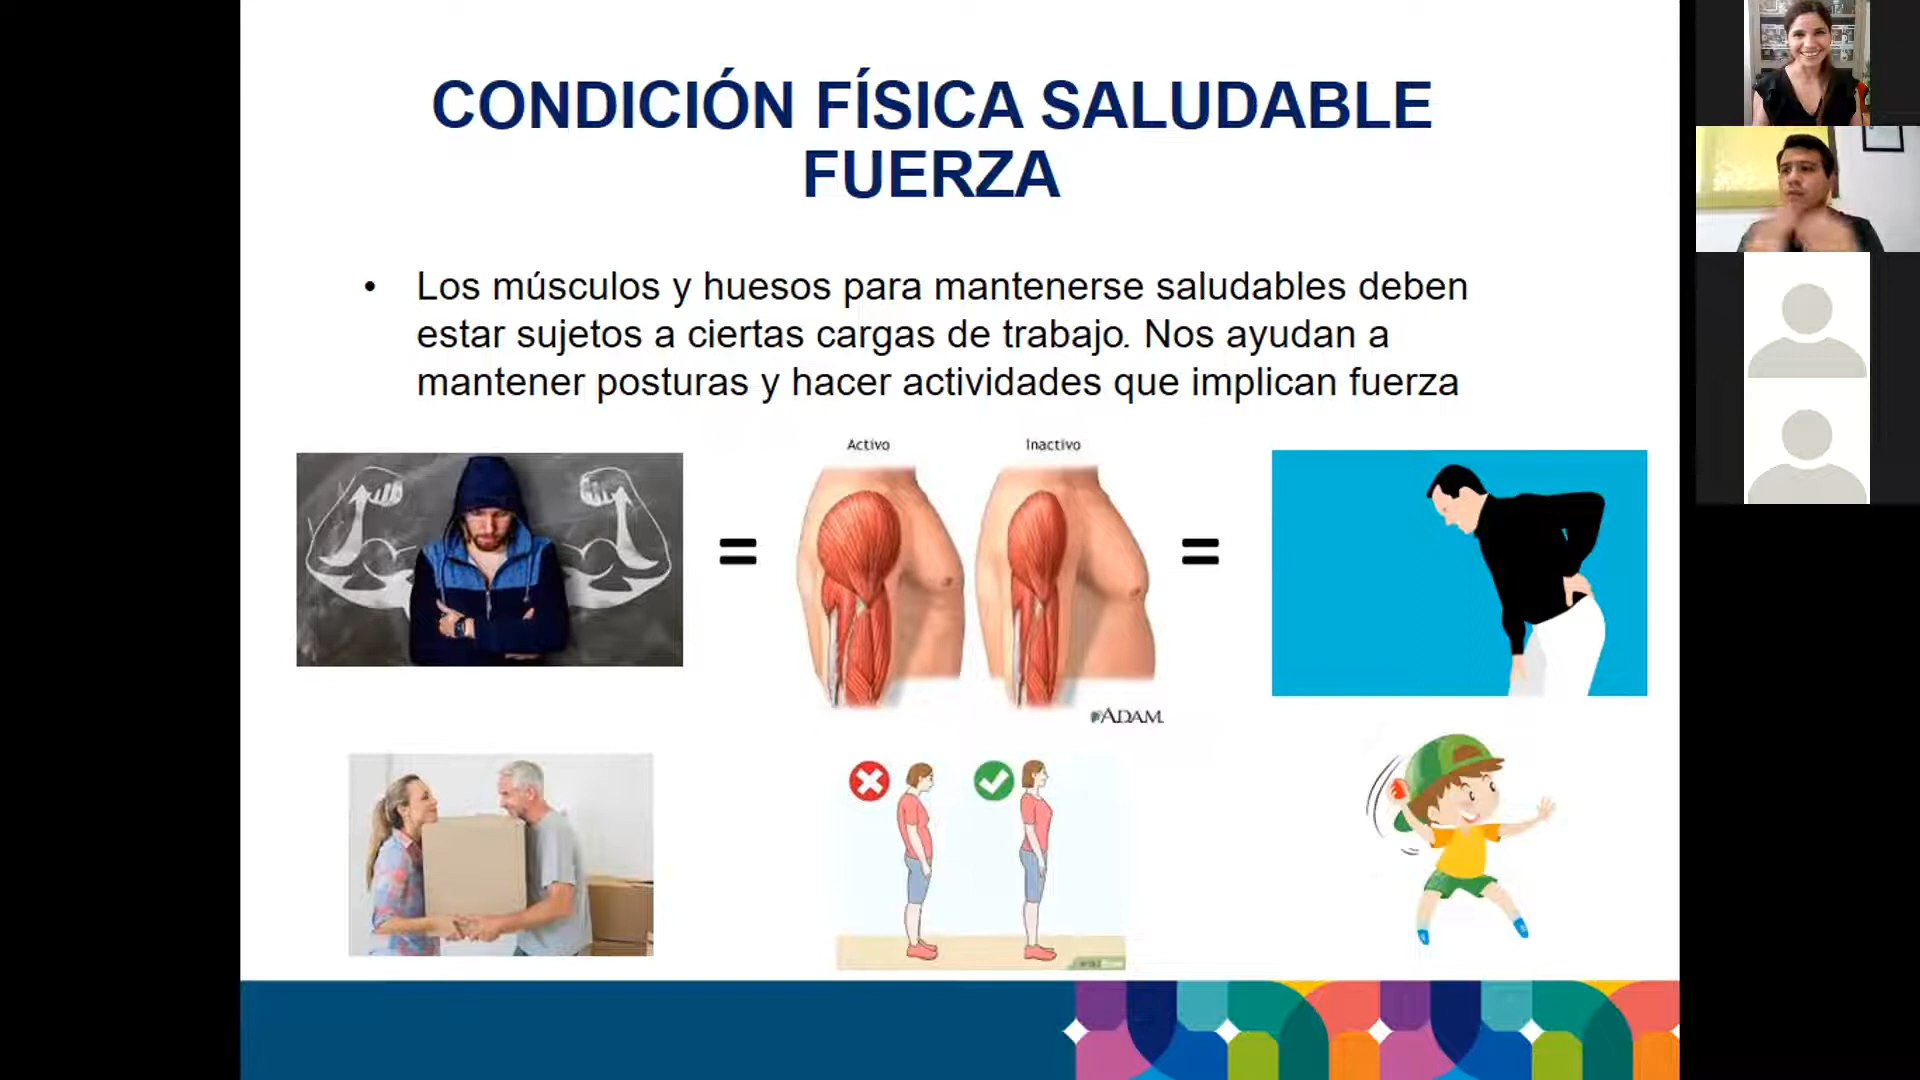 CONDICIÓN FÍSICA SALUDABLE
FUERZA
• Los músculos y huesos para mantenerse saludables deben
estar sujetos a ciertas cargas de trabajo. Nos ayudan a
mantener posturas y hacer actividades que implican fuerza
Activo
Inactivo
=
=
ADAM